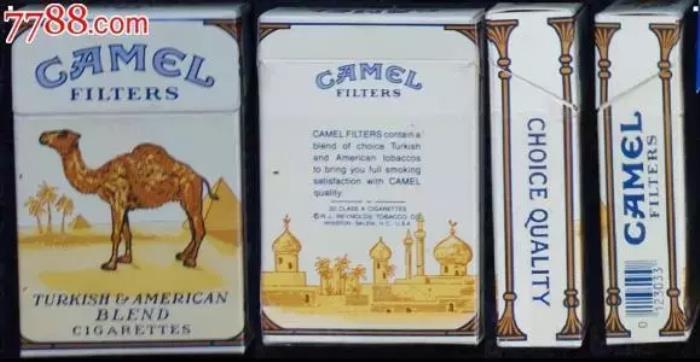 7788.com
CAMEL
FILTERS
TURKISH & AMERICAN
BLEND
CIGARETTES
CAMEL
FILTERS
CAMEL FILTERS contain a
blend of choice Turkish
and American tobaccos
to bring you full smoking
satisfaction with CAMEL
quality.
20 CLASS A CIGARETTES
© R.J. REYNOLDS TOBACCO CO.
WINSTON-SALEM, N.C., U.S.A.
CHOICE QUALITY
CAMEL
FILTERS
0 123033